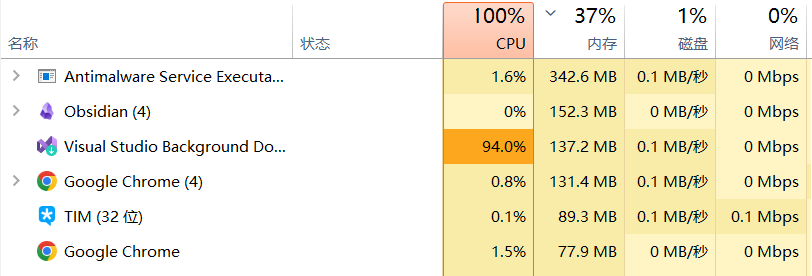 100% 37% 1% 0%
名称 状态 CPU 内存 磁盘 网络
Antimalware Service Executa... 1.6% 342.6 MB 0.1 MB/秒 0 Mbps
Obsidian (4) 0% 152.3 MB 0 MB/秒 0 Mbps
Visual Studio Background Do... 94.0% 137.2 MB 0.1 MB/秒 0 Mbps
Google Chrome (4) 0.8% 131.4 MB 0.1 MB/秒 0 Mbps
TIM (32 位) 0.1% 89.3 MB 0.1 MB/秒 0.1 Mbps
Google Chrome 1.5% 77.9 MB 0 MB/秒 0 Mbps